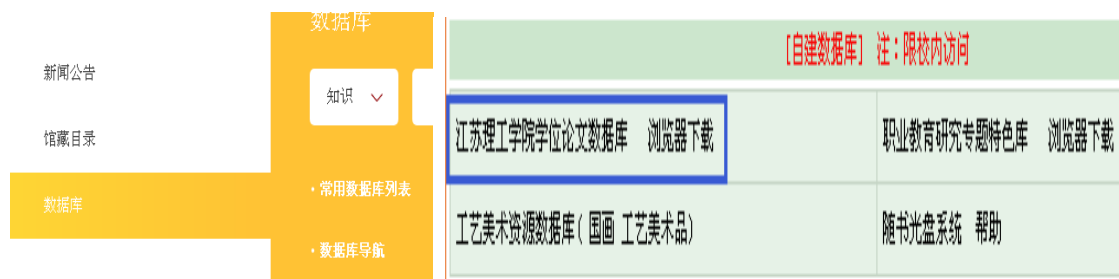 新闻公告
馆藏目录
数据库
数据库
知识
·常用数据库列表
·数据库导航
[自建数据库] 注：限校内访问
江苏理工学院学位论文数据库 浏览器下载
职业教育研究专题特色库 浏览器下载
工艺美术资源数据库(国画 工艺美术品)
随书光盘系统 帮助